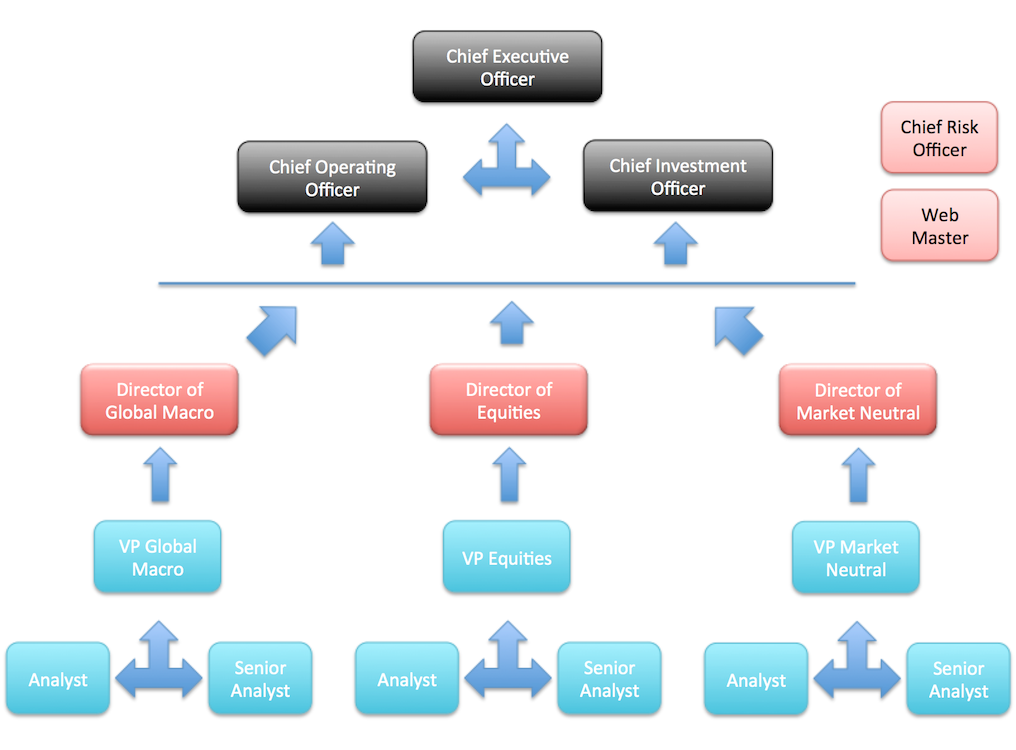 Chief Executive
Officer
Chief Operating
Officer
Chief Investment
Officer
Chief Risk
Officer
Web
Master
Director of
Global Macro
Director of
Equities
Director of
Market Neutral
VP Global
Macro
VP Equities
VP Market
Neutral
Analyst
Senior
Analyst
Analyst
Senior
Analyst
Analyst
Senior
Analyst